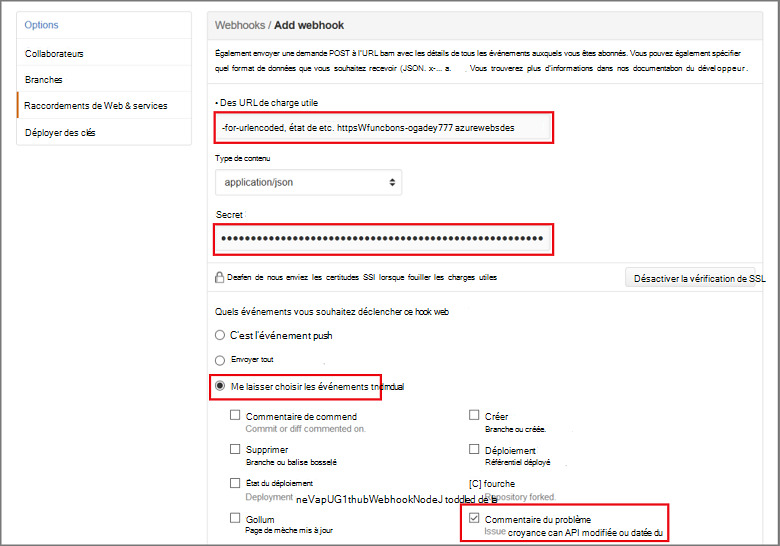 Options
Collaborateurs
Branches
Raccordements de Web & services
Déployer des clés
Webhooks / Add webhook
Également envoyer une demande POST à l'URL bam avec les détails de tous les événements auxquels vous êtes abonnés. Vous pouvez également spécifier
quel format de données que vous souhaitez recevoir (JSON, x-... a. . Vous trouverez plus d'informations dans nos documentation du développeur.
• Des URL de charge utile
-for-urlencoded, état de etc. httpsWfuncbons-ogadey777 azurewebsdes
Type de contenu
application/json
Secret
Deafen de nous enviez les certitudes SSI lorsque fouiller les charges utiles
Désactiver la vérification de SSL
Quels événements vous souhaitez déclencher ce hook web
C'est l'événement push
Envoyer tout
Me laisser choisir les événements
Commentaire de commend
Commit or diff commented on.
Créer
Branche ou créée.
Supprimer
Branche ou balise bosselé
Déploiement
Référentiel déployé
État du déploiement
Deployment neVapUG1thubWebhookNodeJ toddled de la
[C] fourche
Repository forked.
Gollum
Page de mèche mis à jour
Commentaire du problème
Issue croyance can API modifiée ou datée du